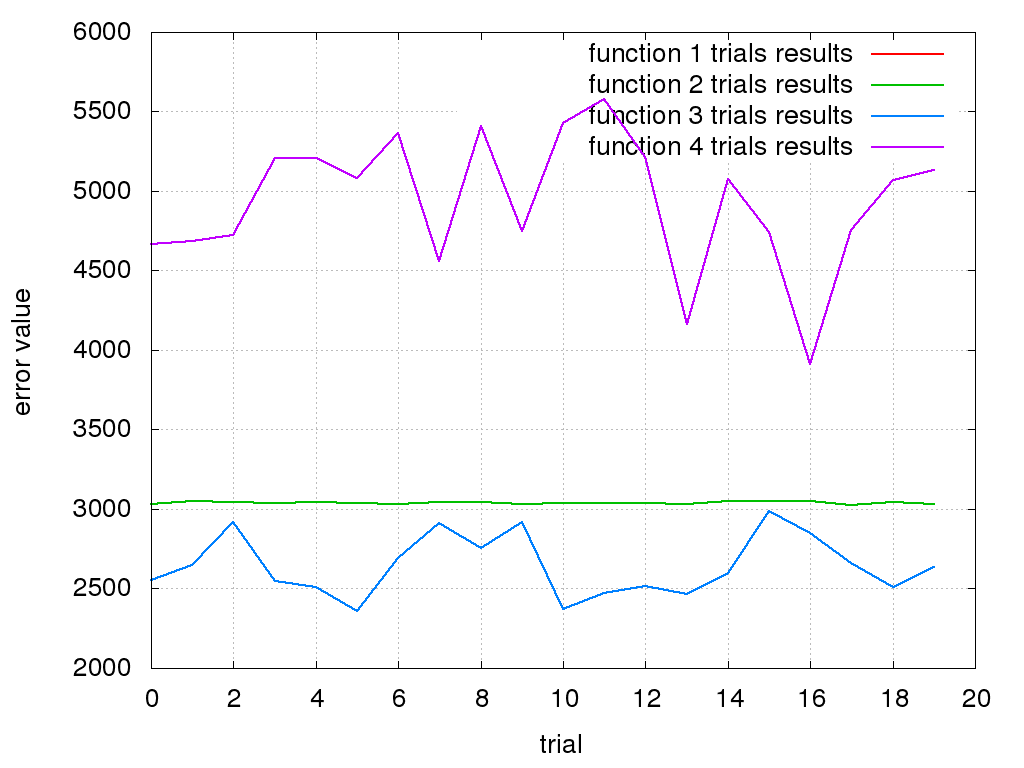 6000
5500
5000
4500
4000
3500
3000
2500
2000
error value
function 1 trials results
function 2 trials results
function 3 trials results
function 4 trials results
0 2 4 6 8 10 12 14 16 18 20
trial